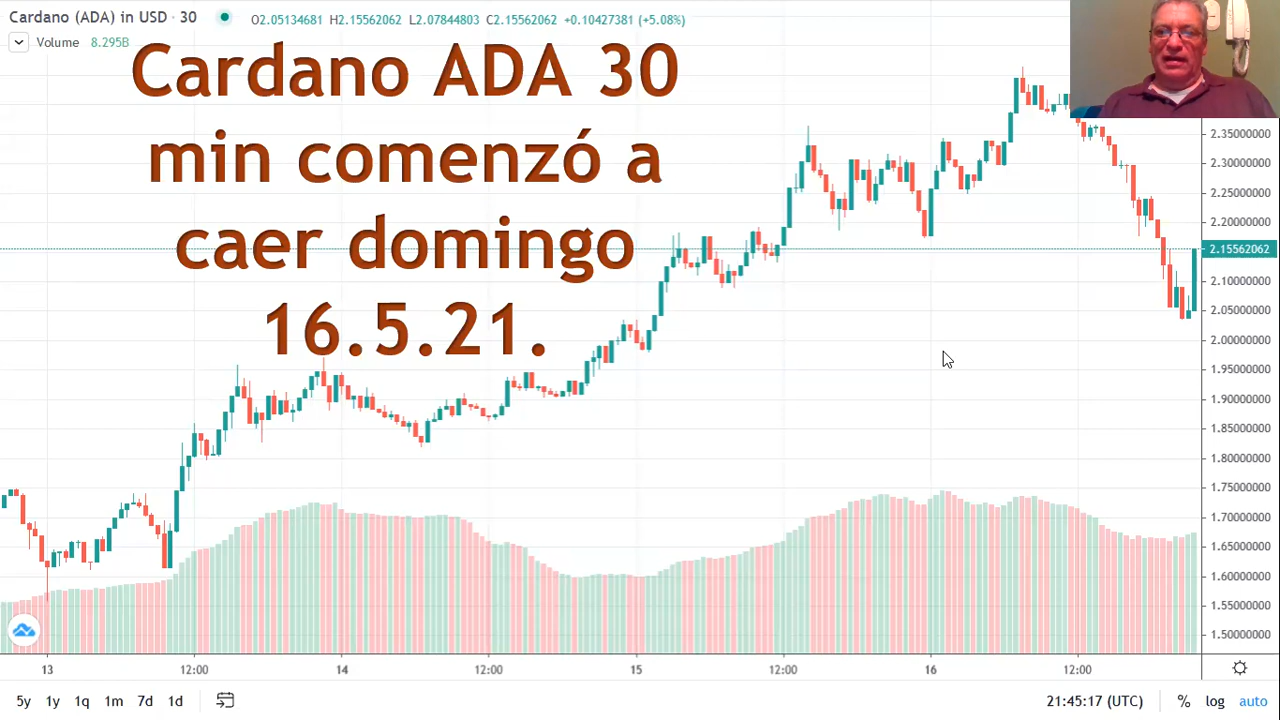 Cardano (ADA) in USD · 30 O2.05134681 H2.15562062 L2.07844803 C2.15562062 +0.10427381 (+5.08%)
Volume 8.295B
Cardano ADA 30
min comenzó a
caer domingo
16.5.21.
2.35000000
2.30000000
2.25000000
2.20000000
2.15562062
2.10000000
2.05000000
2.00000000
1.95000000
1.90000000
1.85000000
1.80000000
1.75000000
1.70000000
1.65000000
1.60000000
1.55000000
1.50000000
13 12:00 14 12:00 15 12:00 16 12:00
5y 1y 1q 1m 7d 1d 21:45:17 (UTC) % log auto